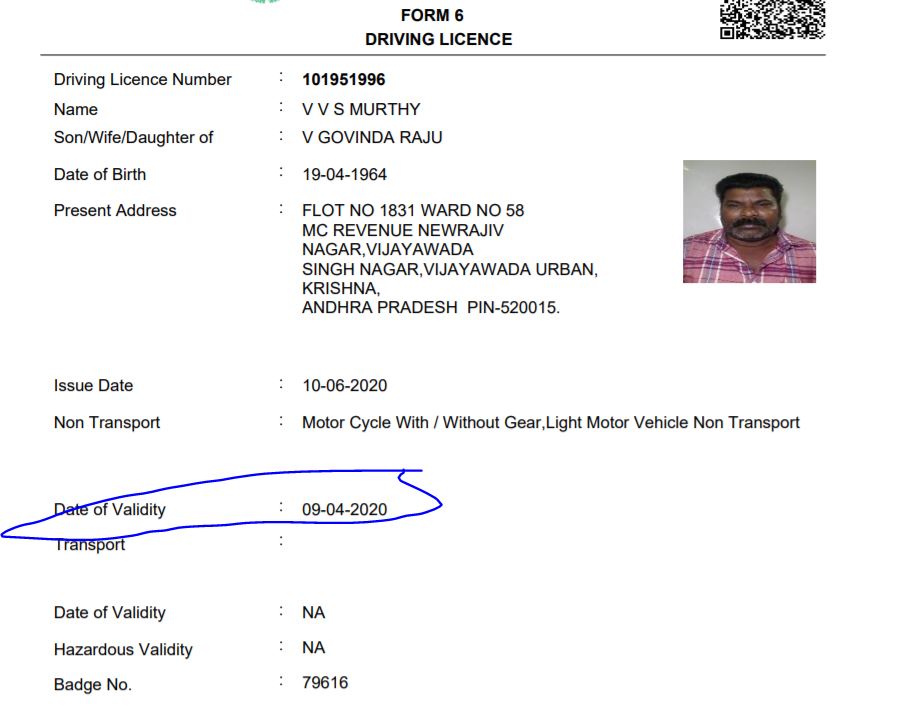 FORM 6
DRIVING LICENCE
Driving Licence Number : 101951996
Name : V V S MURTHY
Son/Wife/Daughter of : V GOVINDA RAJU
Date of Birth : 19-04-1964
Present Address : FLOT NO 1831 WARD NO 58
MC REVENUE NEWRAJIV
NAGAR,VIJAYAWADA
SINGH NAGAR,VIJAYAWADA URBAN,
KRISHNA,
ANDHRA PRADESH PIN-520015.
Issue Date : 10-06-2020
Non Transport : Motor Cycle With / Without Gear,Light Motor Vehicle Non Transport
Date of Validity : 09-04-2020
Transport :
Date of Validity : NA
Hazardous Validity : NA
Badge No. : 79616